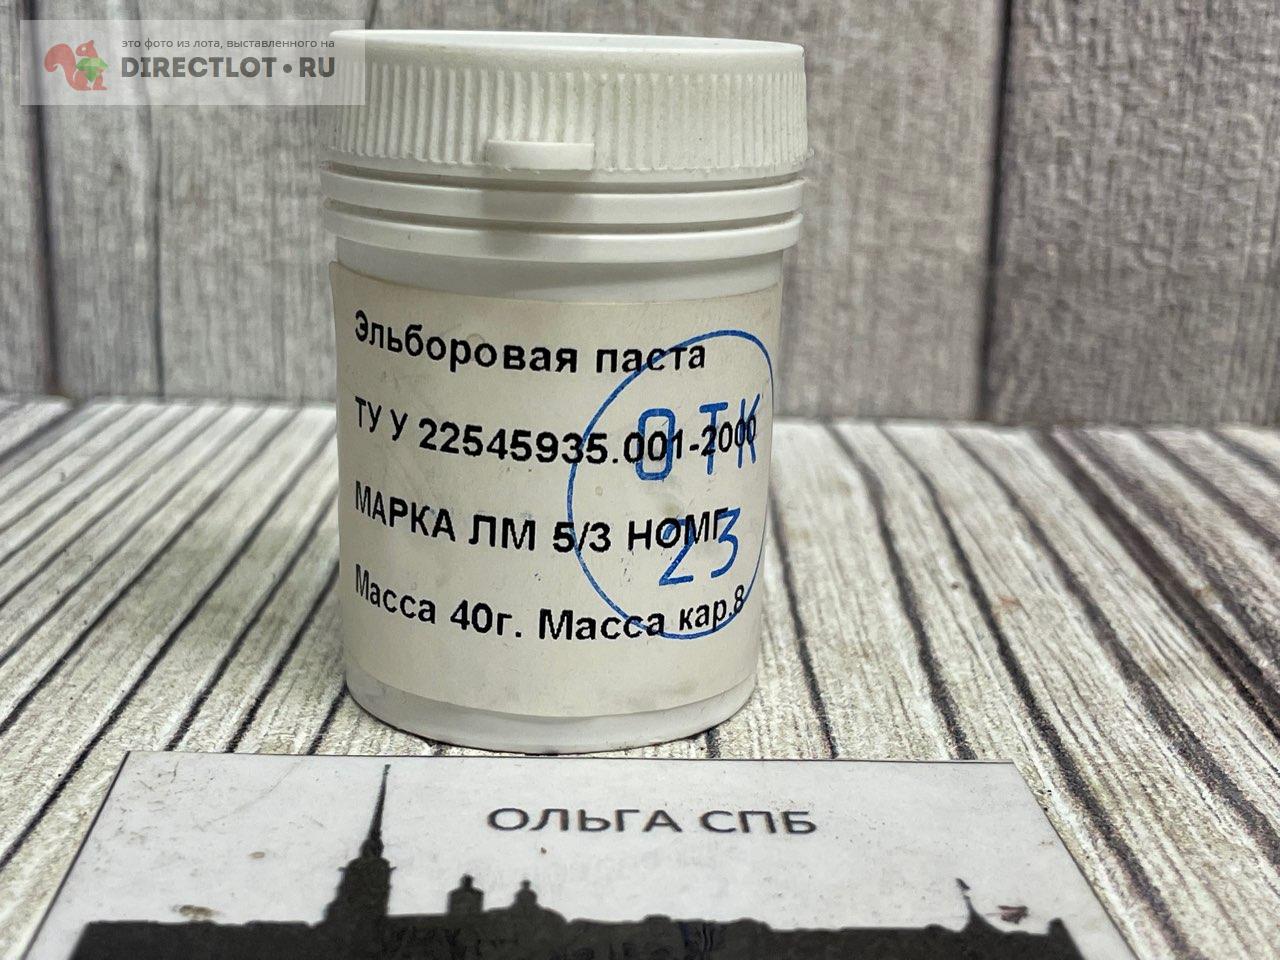 это фото из лота, выставленного на
DIRECTLOT.RU
Эльборовая паста
ТУ У 22545935.001-2000
ОТК
МАРКА ЛМ 5/3 НОМГ
23
Масса 40г. Масса кар.8
ОЛЬГА СПБ